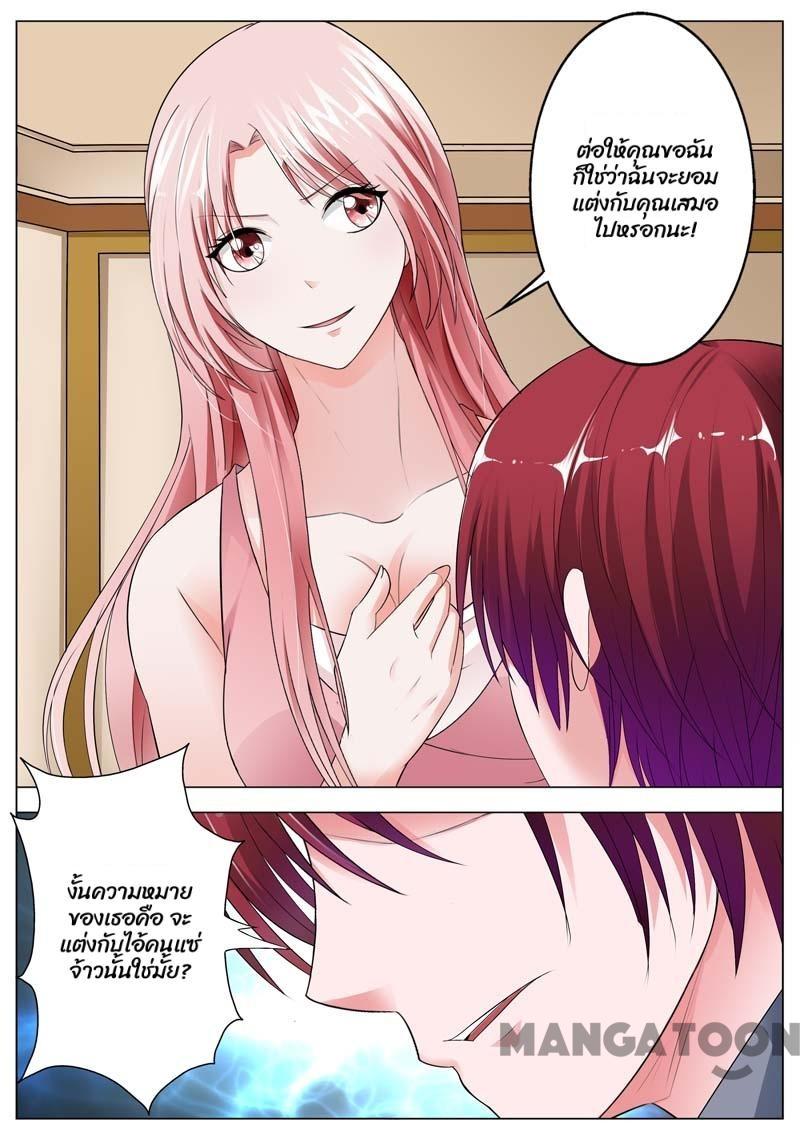 ต่อให้คุณขอฉัน
ก็ใช่ว่าฉันจะยอม
แต่งกับคุณเสมอ
ไปหรอกนะ!
งั้นความหมาย
ของเธอคือ จะ
แต่งกับไอ้คนแซ่
จ้าวนั้นใช่มั้ย?
MANGATOON